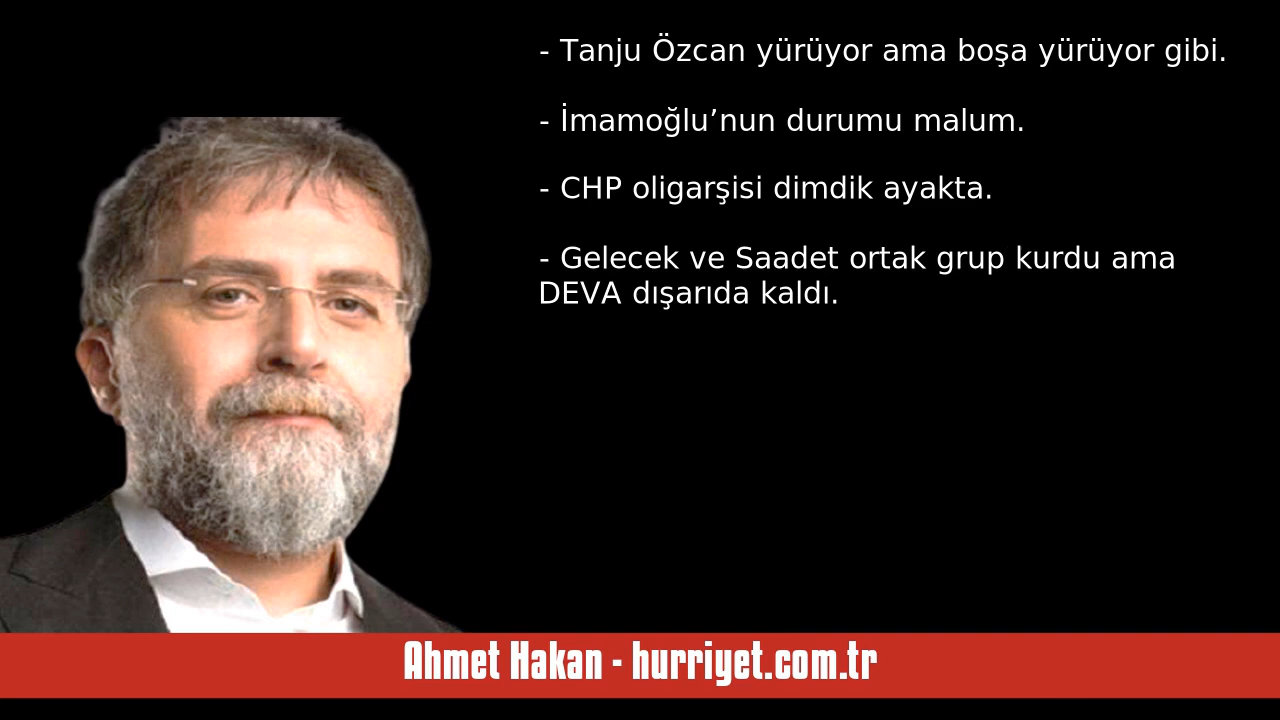 - Tanju Özcan yürüyor ama boşa yürüyor gibi.
- İmamoğlu’nun durumu malum.
- CHP oligarşisi dimdik ayakta.
- Gelecek ve Saadet ortak grup kurdu ama
DEVA dışarıda kaldı.
Ahmet Hakan - hurriyet.com.tr